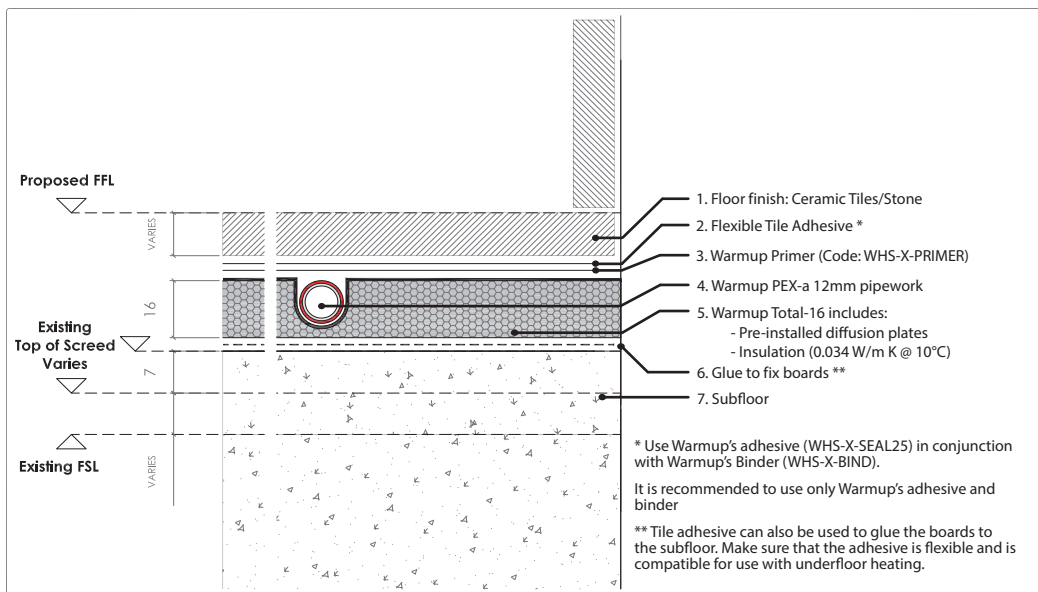 Proposed FFL
VARIES
16
Existing
Top of Screed
Varies
7
Existing FSL
VARIES
1. Floor finish: Ceramic Tiles/Stone
2. Flexible Tile Adhesive *
3. Warmup Primer (Code: WHS-X-PRIMER)
4. Warmup PEX-a 12mm pipework
5. Warmup Total-16 includes:
- Pre-installed diffusion plates
- Insulation (0.034 W/m K @ 10°C)
6. Glue to fix boards **
7. Subfloor
* Use Warmup's adhesive (WHS-X-SEAL25) in conjunction
with Warmup's Binder (WHS-X-BIND).
It is recommended to use only Warmup's adhesive and
binder
** Tile adhesive can also be used to glue the boards to
the subfloor. Make sure that the adhesive is flexible and is
compatible for use with underfloor heating.